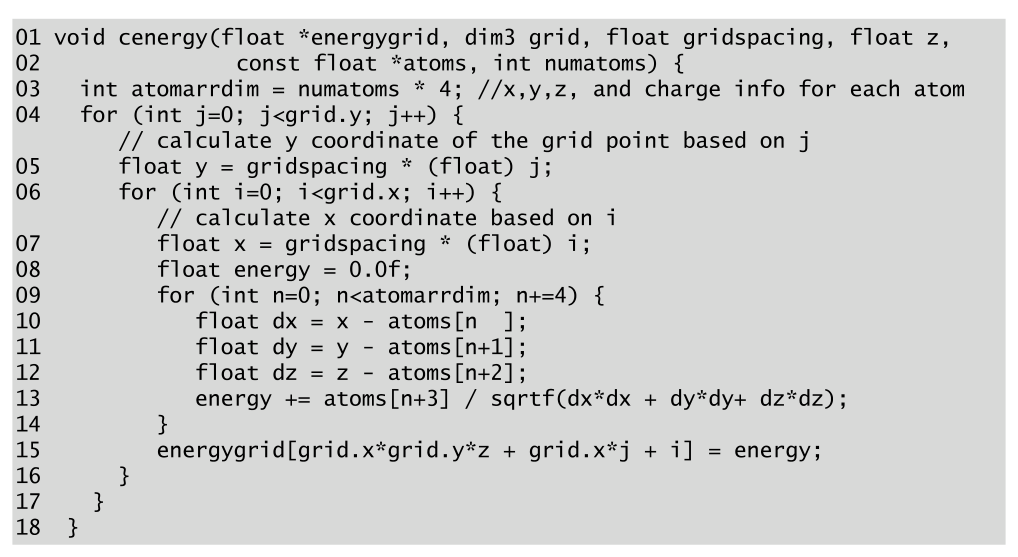 01 void cenergy(float *energygrid, dim3 grid, float gridspacing, float z,
02                const float *atoms, int numatoms) {
03   int atomarrdim = numatoms * 4; //x,y,z, and charge info for each atom
04   for (int j=0; j<grid.y; j++) {
        // calculate y coordinate of the grid point based on j
05      float y = gridspacing * (float) j;
06      for (int i=0; i<grid.x; i++) {
           // calculate x coordinate based on i
07         float x = gridspacing * (float) i;
08         float energy = 0.0f;
09         for (int n=0; n<atomarrdim; n+=4) {
10            float dx = x - atoms[n  ];
11            float dy = y - atoms[n+1];
12            float dz = z - atoms[n+2];
13            energy += atoms[n+3] / sqrtf(dx*dx + dy*dy+ dz*dz);
14         }
15         energygrid[grid.x*grid.y*z + grid.x*j + i] = energy;
16      }
17    }
18  }